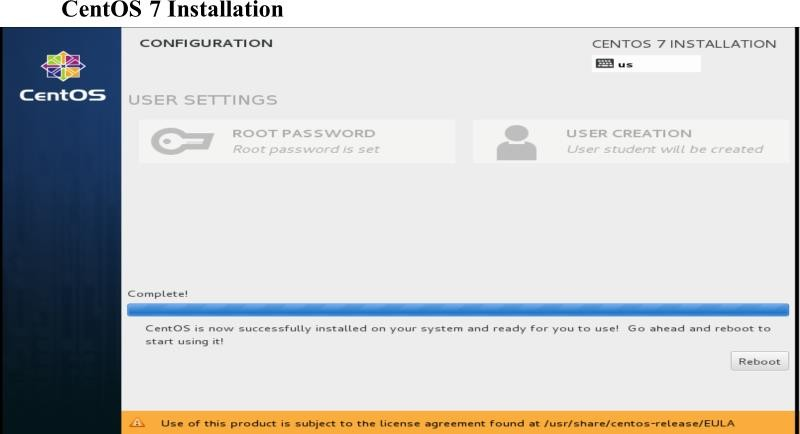 CentOS 7 Installation
CONFIGURATION
CENTOS 7 INSTALLATION
us
CentOS
USER SETTINGS
ROOT PASSWORD
Root password is set
USER CREATION
User student will be created
Complete!
CentOS is now successfully installed on your system and ready for you to use! Go ahead and reboot to
start using it!
Reboot
Use of this product is subject to the license agreement found at /usr/share/centos-release/EULA